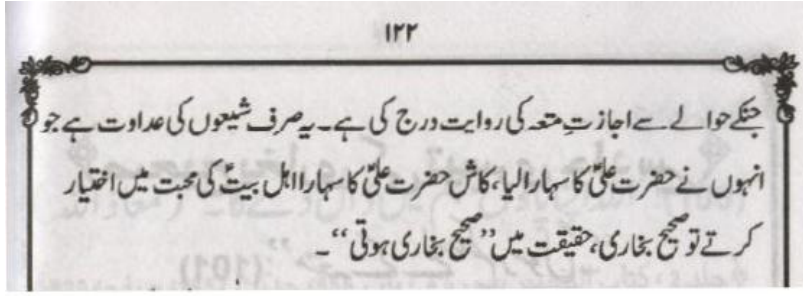 ۱۲۲
جنکے حوالے سے اجازتِ متعہ کی روایت درج کی ہے۔ یہ صرف شیعوں کی عداوت ہے جو
انہوں نے حضرت علیؑ کا سہارا لیا، کاش حضرت علیؑ کا سہارا اہل بیتؑ کی محبت میں اختیار
کرتے تو صحیح بخاری، حقیقت میں ’’صحیح بخاری ہوتی‘‘۔